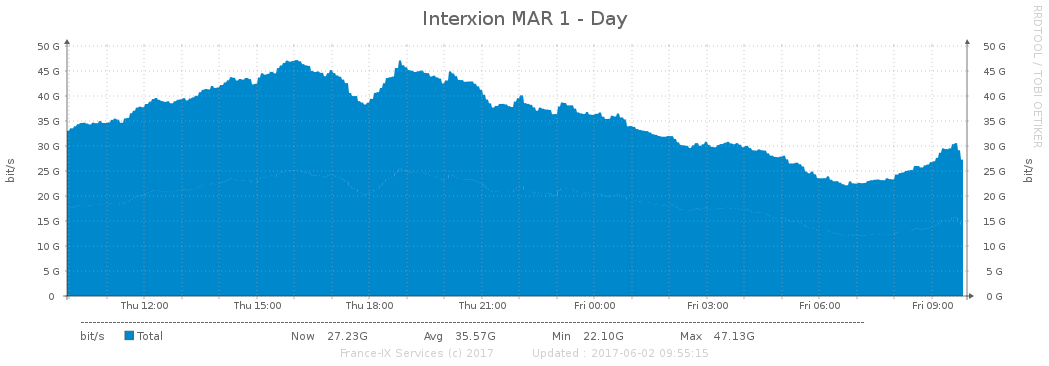 Interxion MAR 1 - Day
RRDTOOL / TOBI OETIKER
50 G 50 G
45 G 45 G
40 G 40 G
35 G 35 G
30 G 30 G
25 G 25 G
20 G 20 G
15 G 15 G
10 G 10 G
5 G 5 G
0 0 G
bit/s bit/s
Thu 12:00 Thu 15:00 Thu 18:00 Thu 21:00 Fri 00:00 Fri 03:00 Fri 06:00 Fri 09:00
bit/s Total Now 27.23G Avg 35.57G Min 22.10G Max 47.13G
France-IX Services (c) 2017 Updated : 2017-06-02 09:55:15